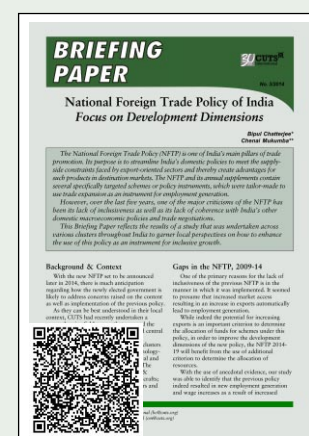 BRIEFING
PAPER
CUTS
National Foreign Trade Policy of India
Focus on Development Dimensions
Bipul Chatterjee*
Chenai Mukumba**
The National Foreign Trade Policy (NFTP) is one of India's main pillars of trade
promotion. Its purpose is to streamline India's domestic policies to meet the supply-
side constraints faced by export-oriented sectors and thereby create advantages for
such products in destination markets. The NFTP and its annual supplements contain
several specifically targeted schemes or policy instruments, which were tailor-made to
use trade expansion as an instrument for employment generation.
However, over the last five years, one of the major criticisms of the NFTP has
been its lack of inclusiveness as well as its lack of coherence with India's other
domestic macroeconomic policies and trade negotiations.
This Briefing Paper reflects the results of a study that was undertaken across
various clusters throughout India to garner local perspectives on how to enhance
the use of this policy as an instrument for inclusive growth.
Background & Context
With the new NFTP set to be announced
later in 2014, there is much anticipation
regarding how the newly elected government is
likely to address concerns raised on the content
as well as implementation of the previous policy.
As they can be best understood in their local
context, CUTS had recently undertaken a
the
central
clusters
nology-
and
The
rs and
Gaps in the NFTP, 2009-14
One of the primary reasons for the lack of
inclusiveness of the previous NFTP is in the
manner in which it was implemented. It seemed
to presume that increased market access
resulting in an increase in exports automatically
lead to employment generation.
While indeed the potential for increasing
exports is an important criterion to determine
the allocation of funds for schemes under this
policy, in order to improve the development
dimensions of the new policy, the NFTP 2014-
19 will benefit from the use of additional
criterion to determine the allocation of
resources.
With the use of anecdotal evidence, our study
was able to identify that the previous policy
indeed resulted in new employment generation
and wage increases as a result of increased